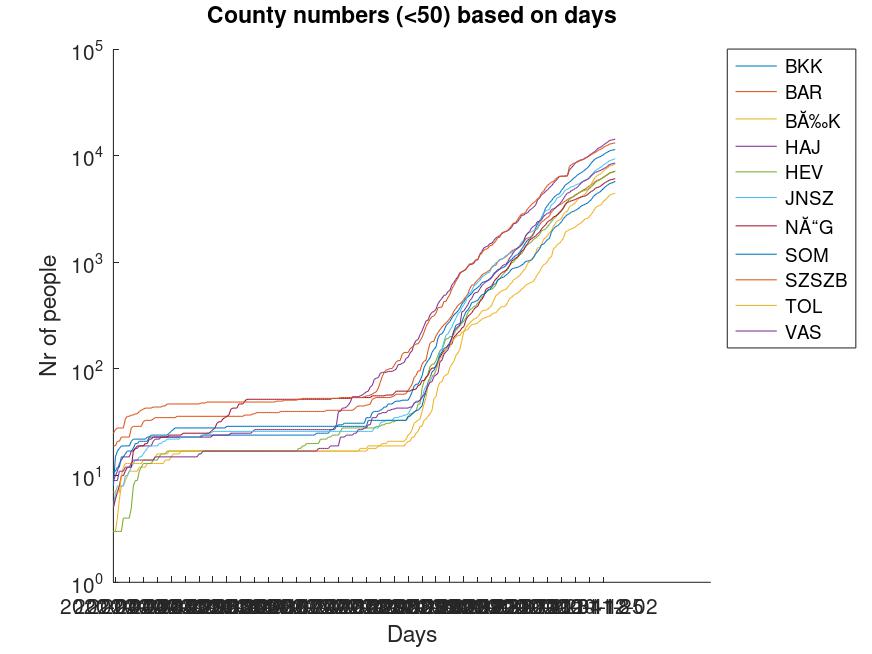 County numbers (<50) based on days
10^5
10^4
10^3
10^2
10^1
10^0
Nr of people
Days
BKK
BAR
BĂ‰K
HAJ
HEV
JNSZ
NĂ“G
SOM
SZSZB
TOL
VAS